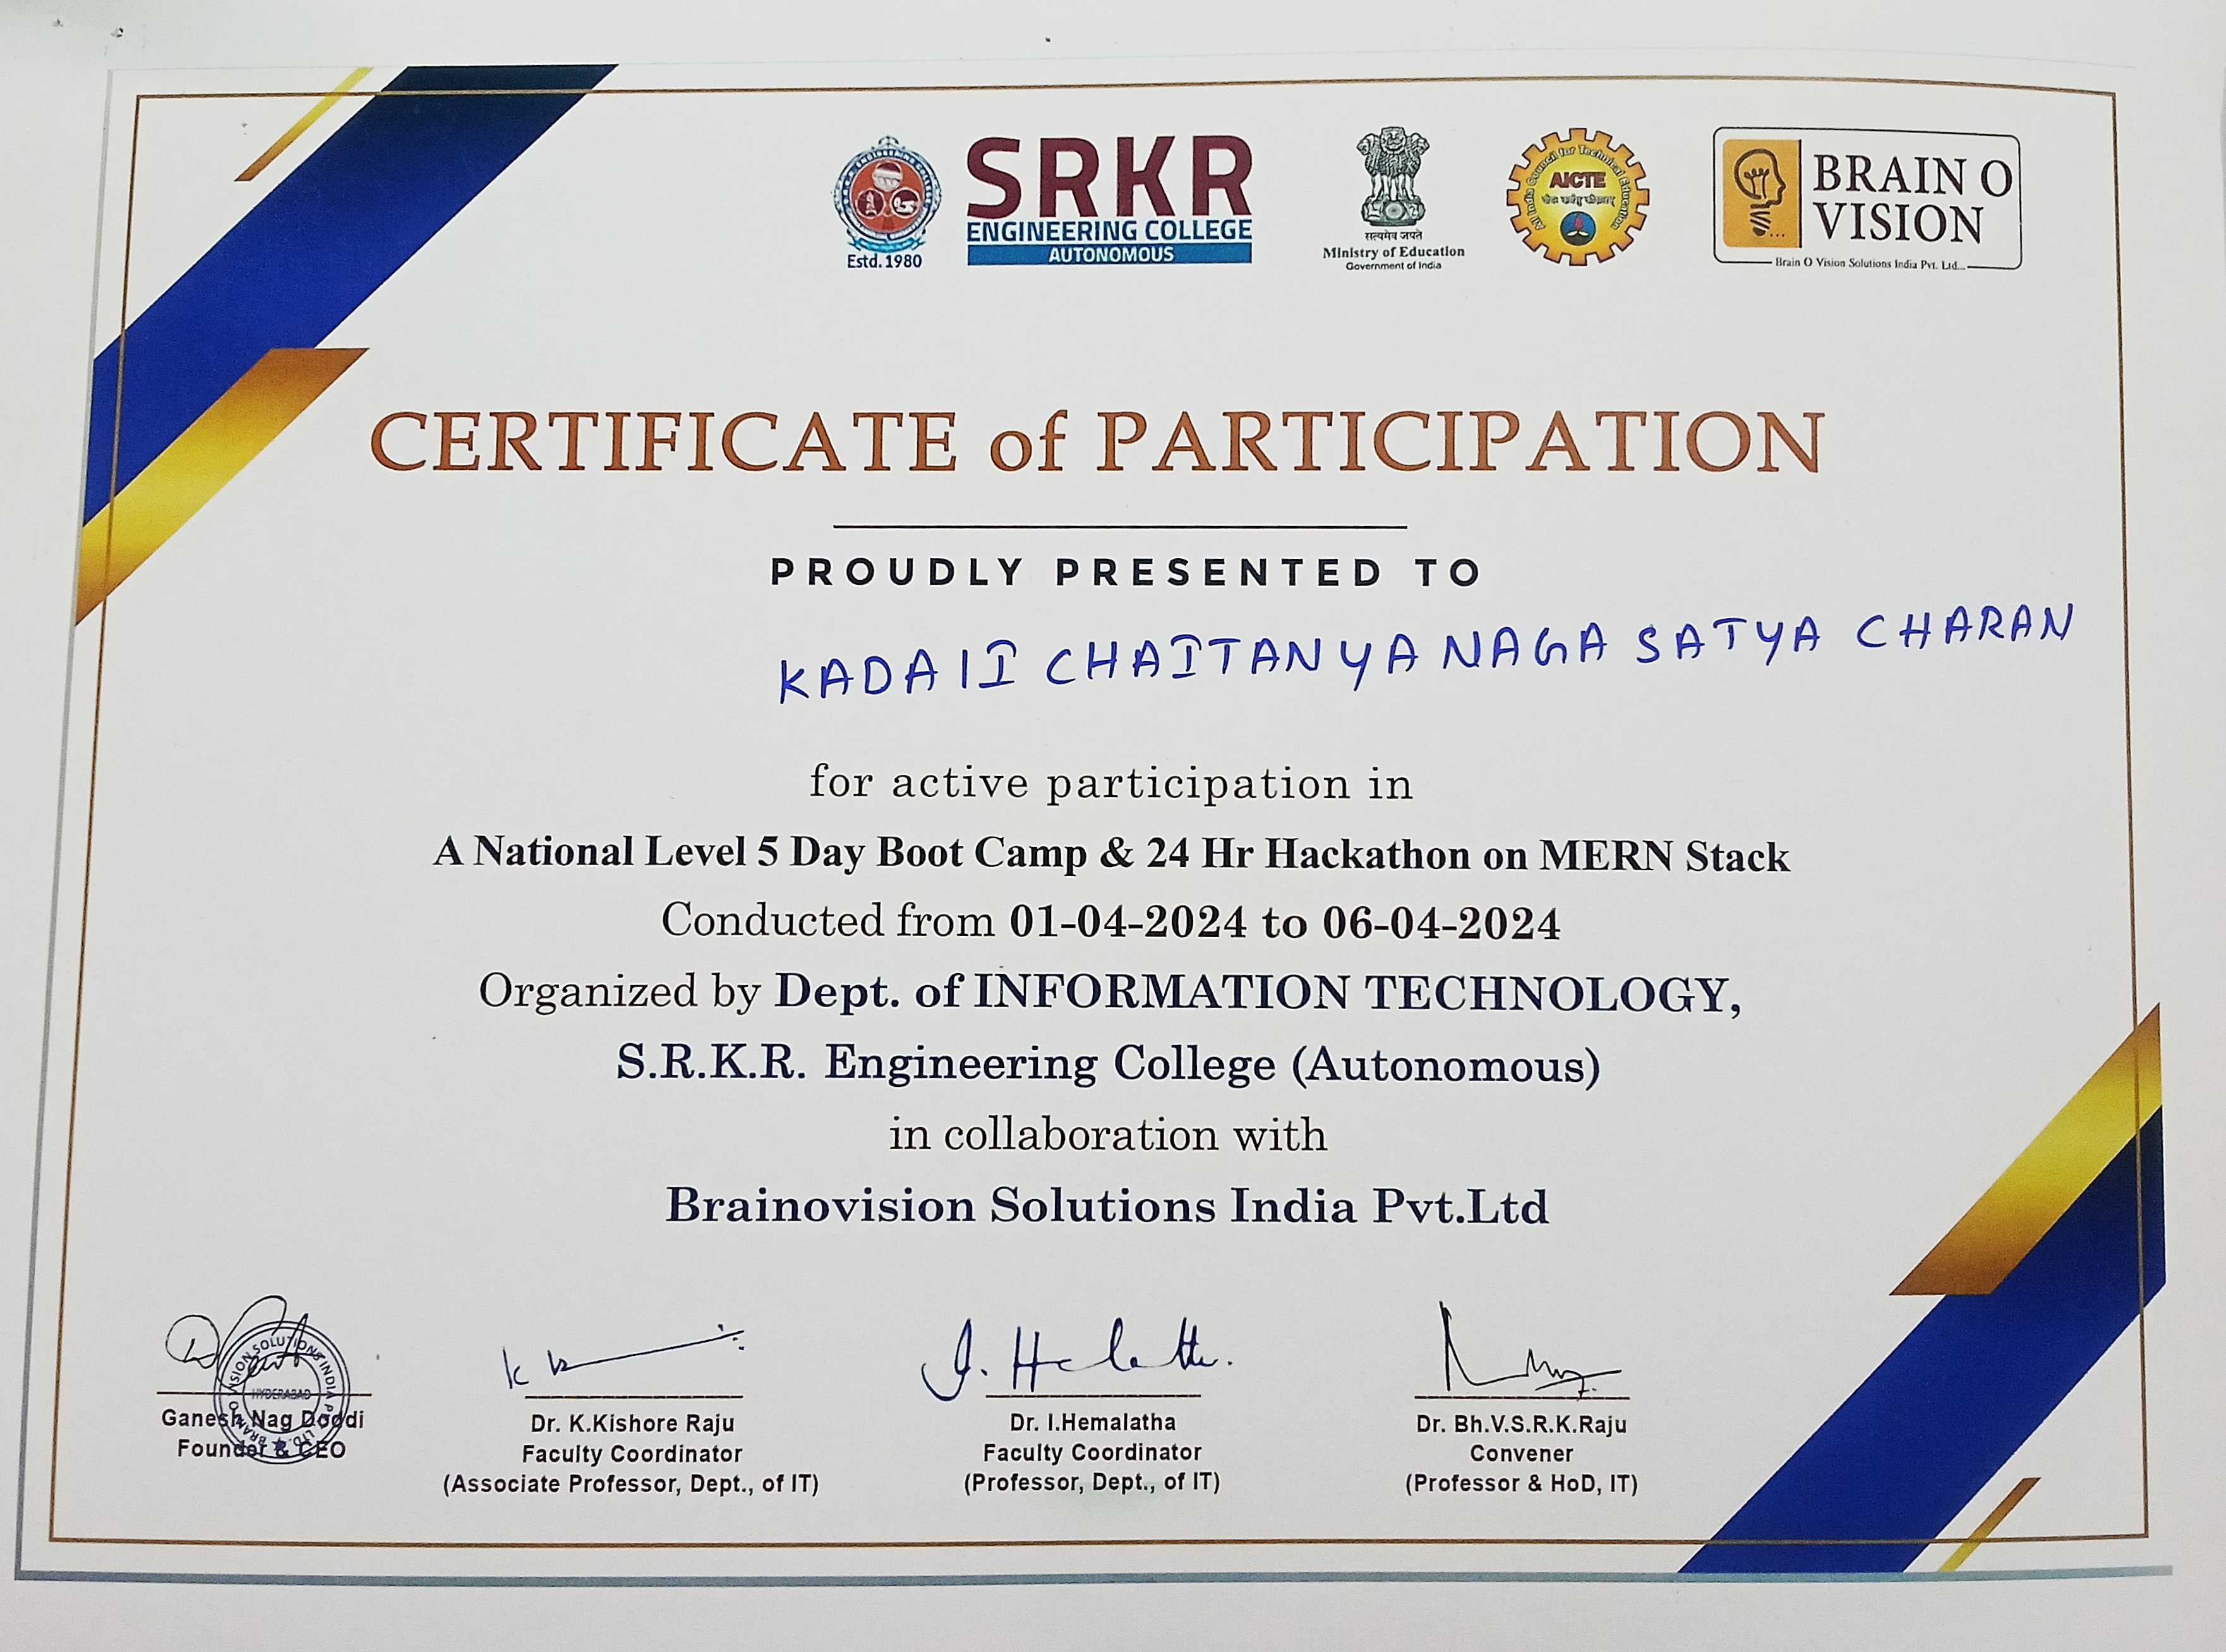 SRKR
ENGINEERING COLLEGE
AUTONOMOUS
Estd. 1980
सत्यमेव जयते
Ministry of Education
Government of India
All India Council for Technical Education
AICTE
BRAIN O
VISION
Brain O Vision Solutions India Pvt. Ltd...
CERTIFICATE of PARTICIPATION
PROUDLY PRESENTED TO
KADALI CHAITANYA NAGA SATYA CHARAN
for active participation in
A National Level 5 Day Boot Camp & 24 Hr Hackathon on MERN Stack
Conducted from 01-04-2024 to 06-04-2024
Organized by Dept. of INFORMATION TECHNOLOGY,
S.R.K.R. Engineering College (Autonomous)
in collaboration with
Brainovision Solutions India Pvt.Ltd
HYDERABAD
I. Hemalatha.
Ganesh Nag Doddi
Founder & CEO
Dr. K.Kishore Raju
Faculty Coordinator
(Associate Professor, Dept., of IT)
Dr. I.Hemalatha
Faculty Coordinator
(Professor, Dept., of IT)
Dr. Bh.V.S.R.K.Raju
Convener
(Professor & HoD, IT)